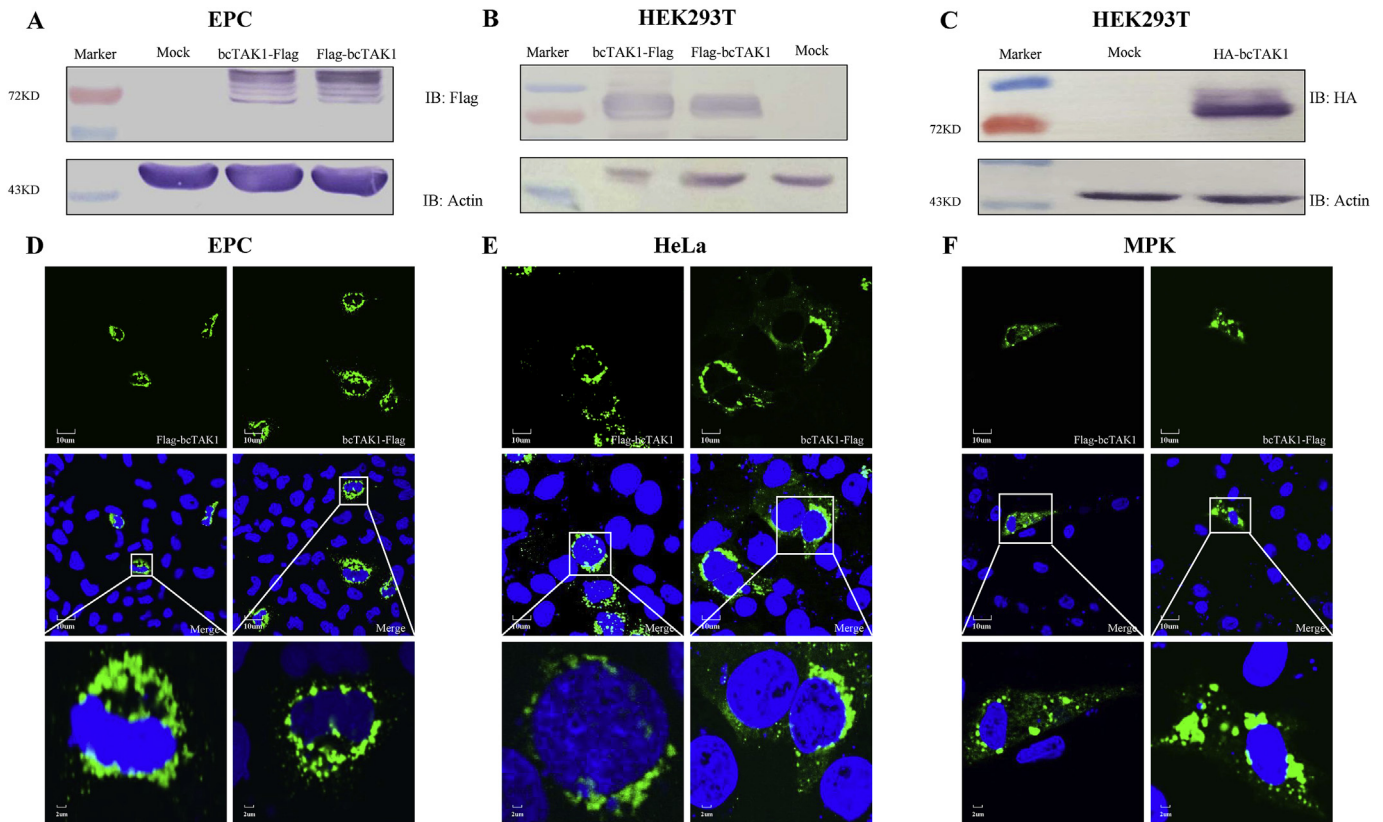 A EPC
Marker Mock bcTAK1-Flag Flag-bcTAK1
72KD
IB: Flag
43KD
IB: Actin
B HEK293T
Marker bcTAK1-Flag Flag-bcTAK1 Mock
C HEK293T
Marker Mock HA-bcTAK1
72KD
IB: HA
43KD
IB: Actin
D EPC
10um Flag-bcTAK1
10um bcTAK1-Flag
10um Merge
10um Merge
2um
2um
E HeLa
10um Flag-bcTAK1
10um bcTAK1-Flag
10um Merge
10um Merge
2um
2um
F MPK
10um Flag-bcTAK1
10um bcTAK1-Flag
10um Merge
10um Merge
2um
2um